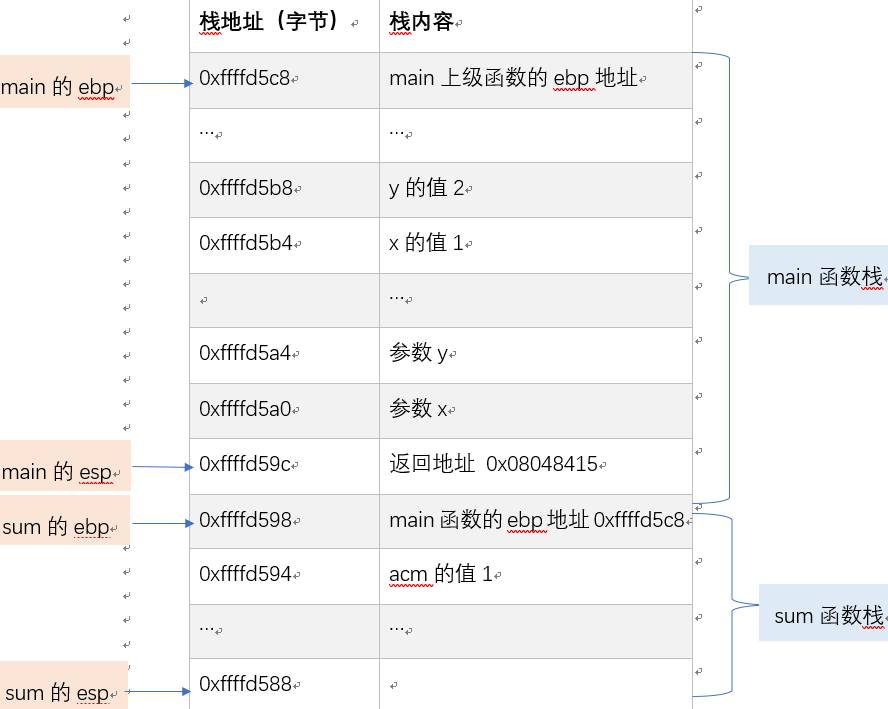 栈地址（字节） 栈内容
main 的 ebp 0xffffd5c8 main 上级函数的 ebp 地址
… …
0xffffd5b8 y 的值 2
0xffffd5b4 x 的值 1
…
main 函数栈
0xffffd5a4 参数 y
0xffffd5a0 参数 x
main 的 esp 0xffffd59c 返回地址 0x08048415
sum 的 ebp 0xffffd598 main 函数的 ebp 地址 0xffffd5c8
0xffffd594 acm 的值 1
sum 函数栈
… …
sum 的 esp 0xffffd588